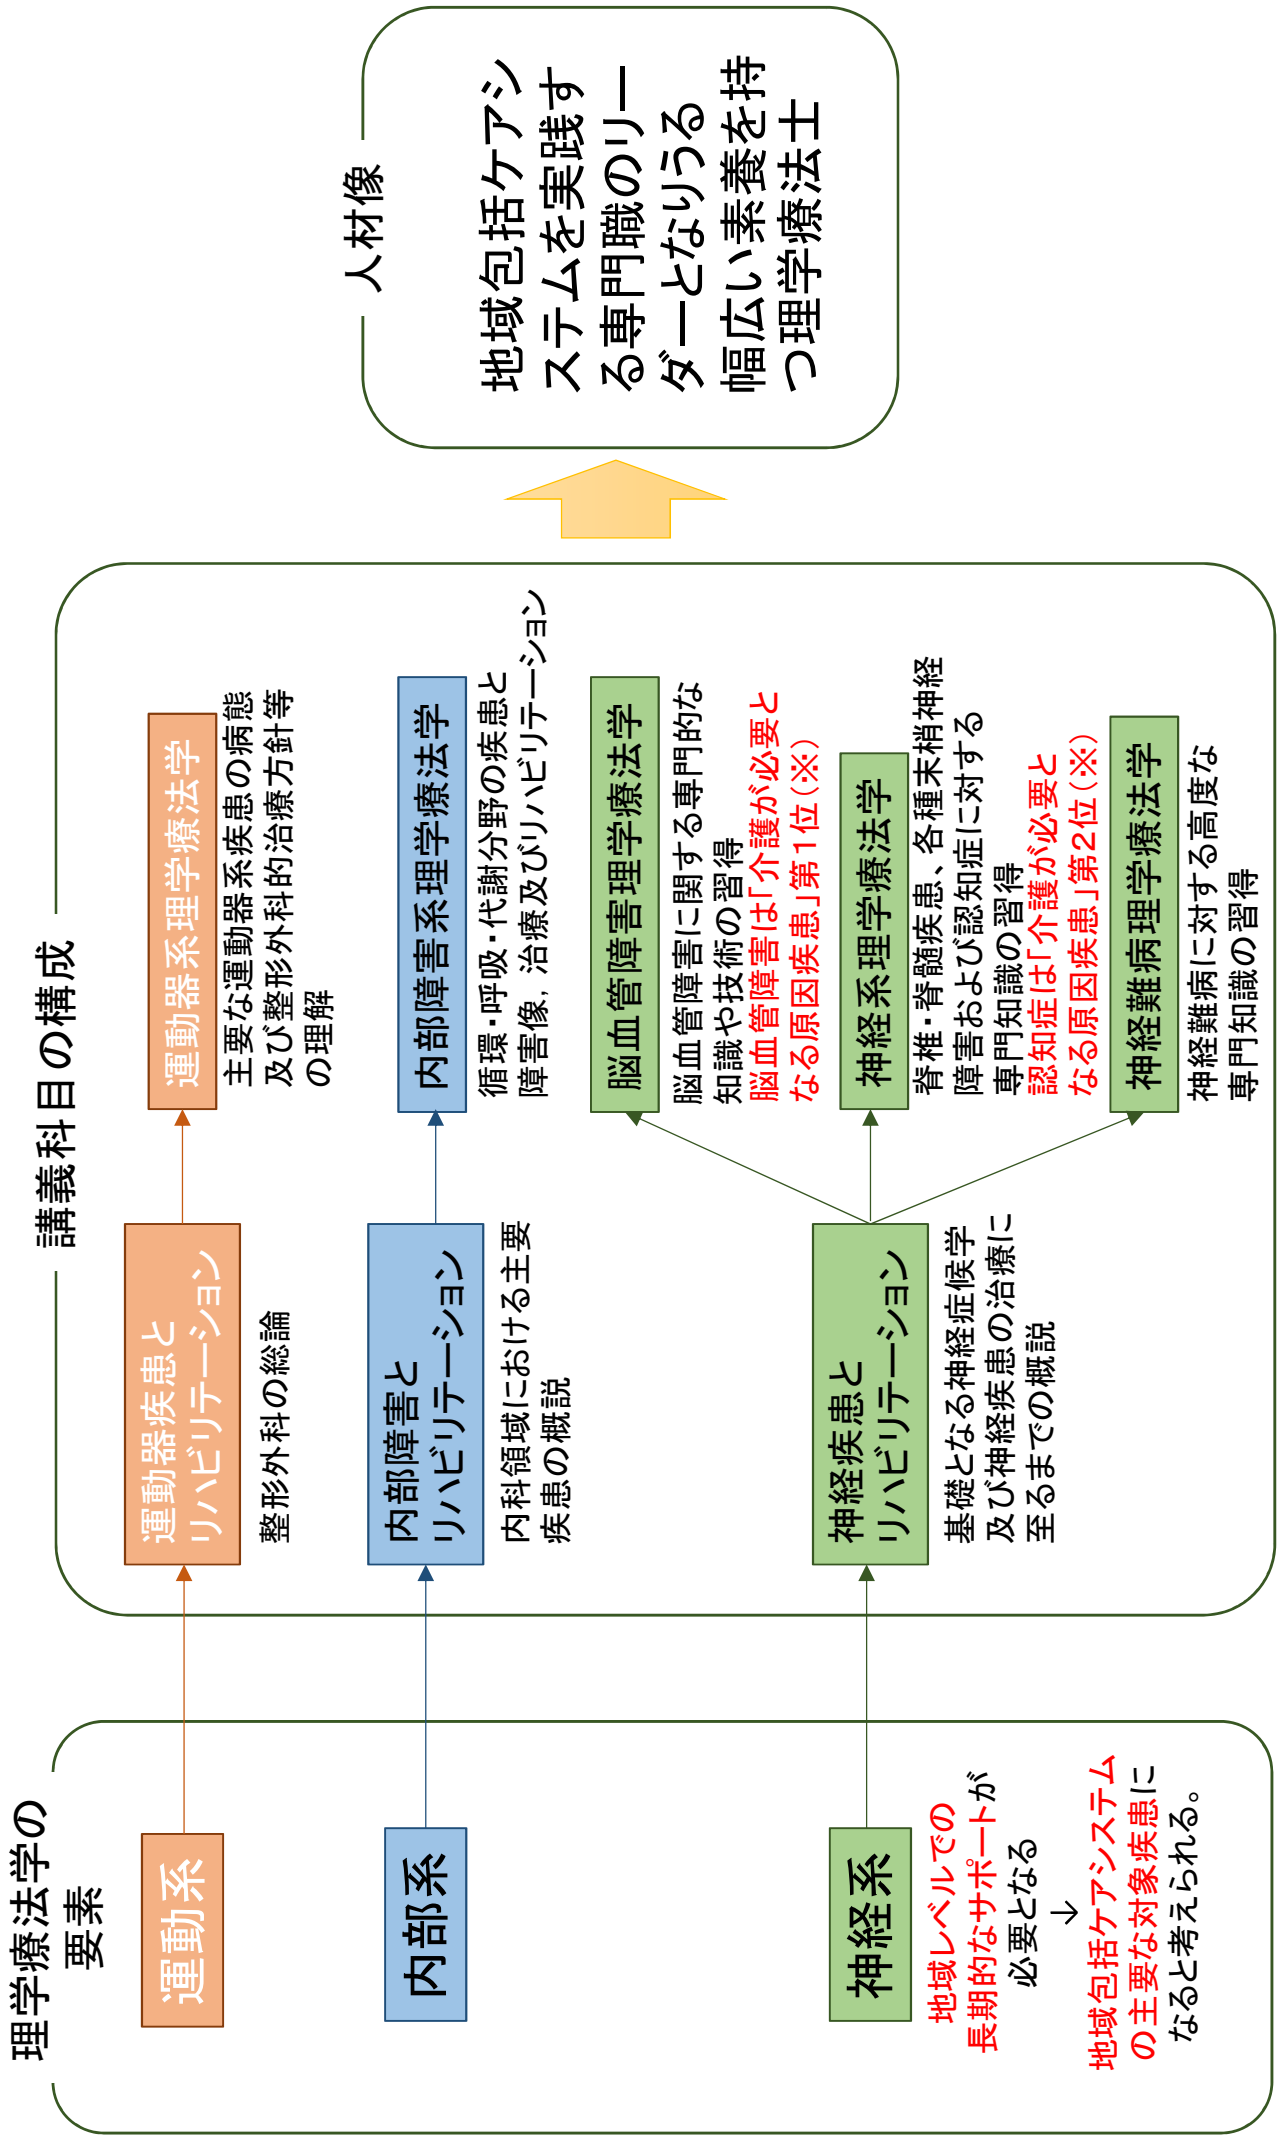 理学療法学の
要素
運動系
内部系
神経系
地域レベルでの
長期的なサポートが
必要となる
→
地域包括ケアシステム
の主要な対象疾患に
なると考えられる。
講義科目の構成
運動器疾患と
リハビリテーション
整形外科の総論
運動器系理学療法学
主要な運動器系疾患の病態
及び整形外科的治療方針等
の理解
内部障害と
リハビリテーション
内科領域における主要
疾患の概説
内部障害系理学療法学
循環・呼吸・代謝分野の疾患と
障害像，治療及びリハビリテーション
神経疾患と
リハビリテーション
基礎となる神経症候学
及び神経疾患の治療に
至るまでの概説
脳血管障害理学療法学
脳血管障害に関する専門的な
知識や技術の習得
脳血管障害は「介護が必要と
なる原因疾患」第１位（※）
神経系理学療法学
脊椎・脊髄疾患、各種末梢神経
障害および認知症に対する
専門知識の習得
認知症は「介護が必要と
なる原因疾患」第２位（※）
神経難病理学療法学
神経難病に対する高度な
専門知識の習得
人材像
地域包括ケアシ
ステムを実践す
る専門職のリー
ダーとなりうる
幅広い素養を持
つ理学療法士